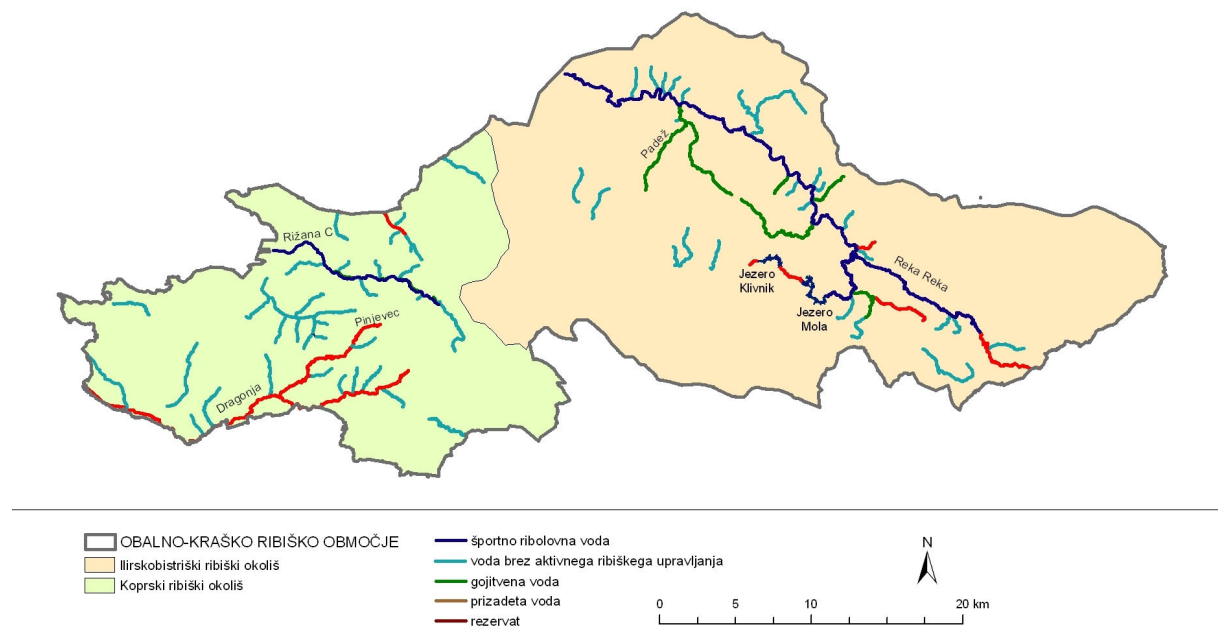 Padež
Rižana C
Reka Reka
Jezero
Klivnik
Jezero
Mola
Pinjevec
Dragonja
OBALNO-KRAŠKO RIBIŠKO OBMOČJE
Ilirskobistriški ribiški okoliš
Koprski ribiški okoliš
športno ribolovna voda
voda brez aktivnega ribiškega upravljanja
gojitvena voda
prizadeta voda
rezervat
N
0 5 10 20 km